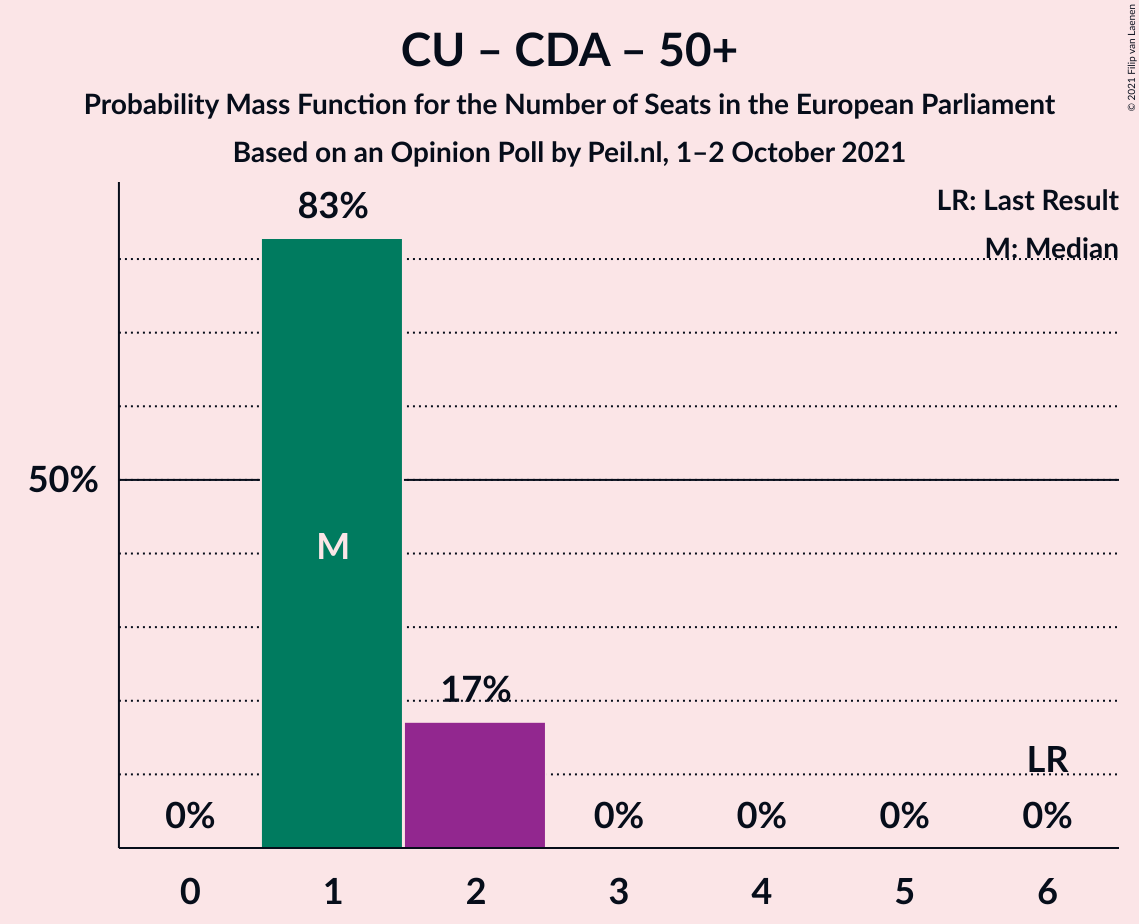 CU – CDA – 50+
Probability Mass Function for the Number of Seats in the European Parliament
Based on an Opinion Poll by Peil.nl, 1–2 October 2021
© 2021 Filip van Laenen
LR: Last Result
M: Median
83%
50%
M
17%
LR
0% 0% 0% 0% 0%
0 1 2 3 4 5 6